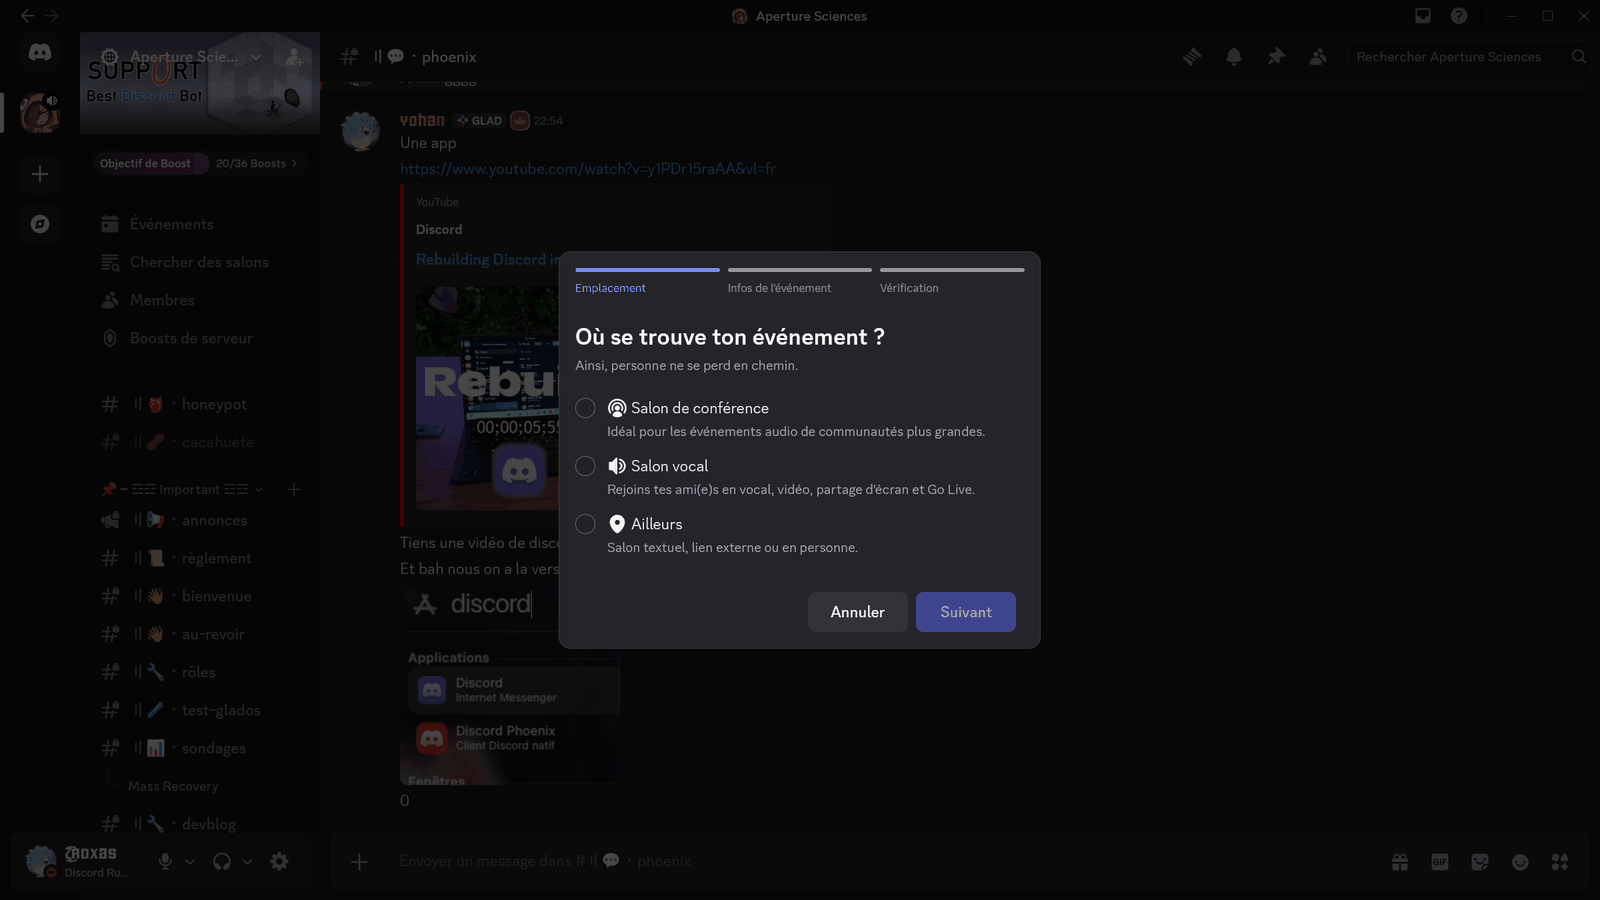 Aperture Sciences
Aperture Scie...
SUPPORT
Best Discord Bot
Objectif de Boost
20/36 Boosts
Événements
Chercher des salons
Membres
Boosts de serveur
honeypot
cacahuète
Important
annonces
règlement
bienvenue
au-revoir
rôles
test-glados
sondages
Mass Recovery
devblog
Roxas
Discord Ru...
phoenix
Rechercher Aperture Sciences
yohan GLAD 22:54
Une app
https://www.youtube.com/watch?v=y1PDr15raAA&vl=fr
YouTube
Discord
Rebuilding Discord in
Rebui
00;00;05;55
Tiens une vidéo de disco
Et bah nous on a la vers
discord
Applications
Discord
Internet Messenger
Discord Phoenix
Client Discord natif
Fenêtres
0
Envoyer un message dans # phoenix
GIF
Emplacement
Infos de l'événement
Vérification
Où se trouve ton événement ?
Ainsi, personne ne se perd en chemin.
Salon de conférence
Idéal pour les événements audio de communautés plus grandes.
Salon vocal
Rejoins tes ami(e)s en vocal, vidéo, partage d'écran et Go Live.
Ailleurs
Salon textuel, lien externe ou en personne.
Annuler
Suivant